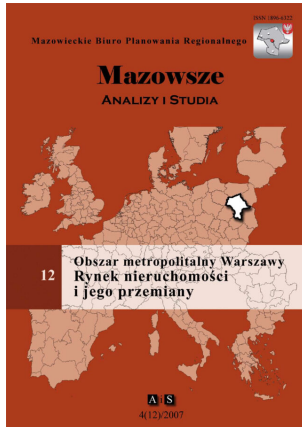 ISSN 1896-6322
Mazowieckie Biuro Planowania Regionalnego
Mazowsze
ANALIZY I STUDIA
12
Obszar metropolitalny Warszawy
Rynek nieruchomości
i jego przemiany
A i S
4(12)/2007